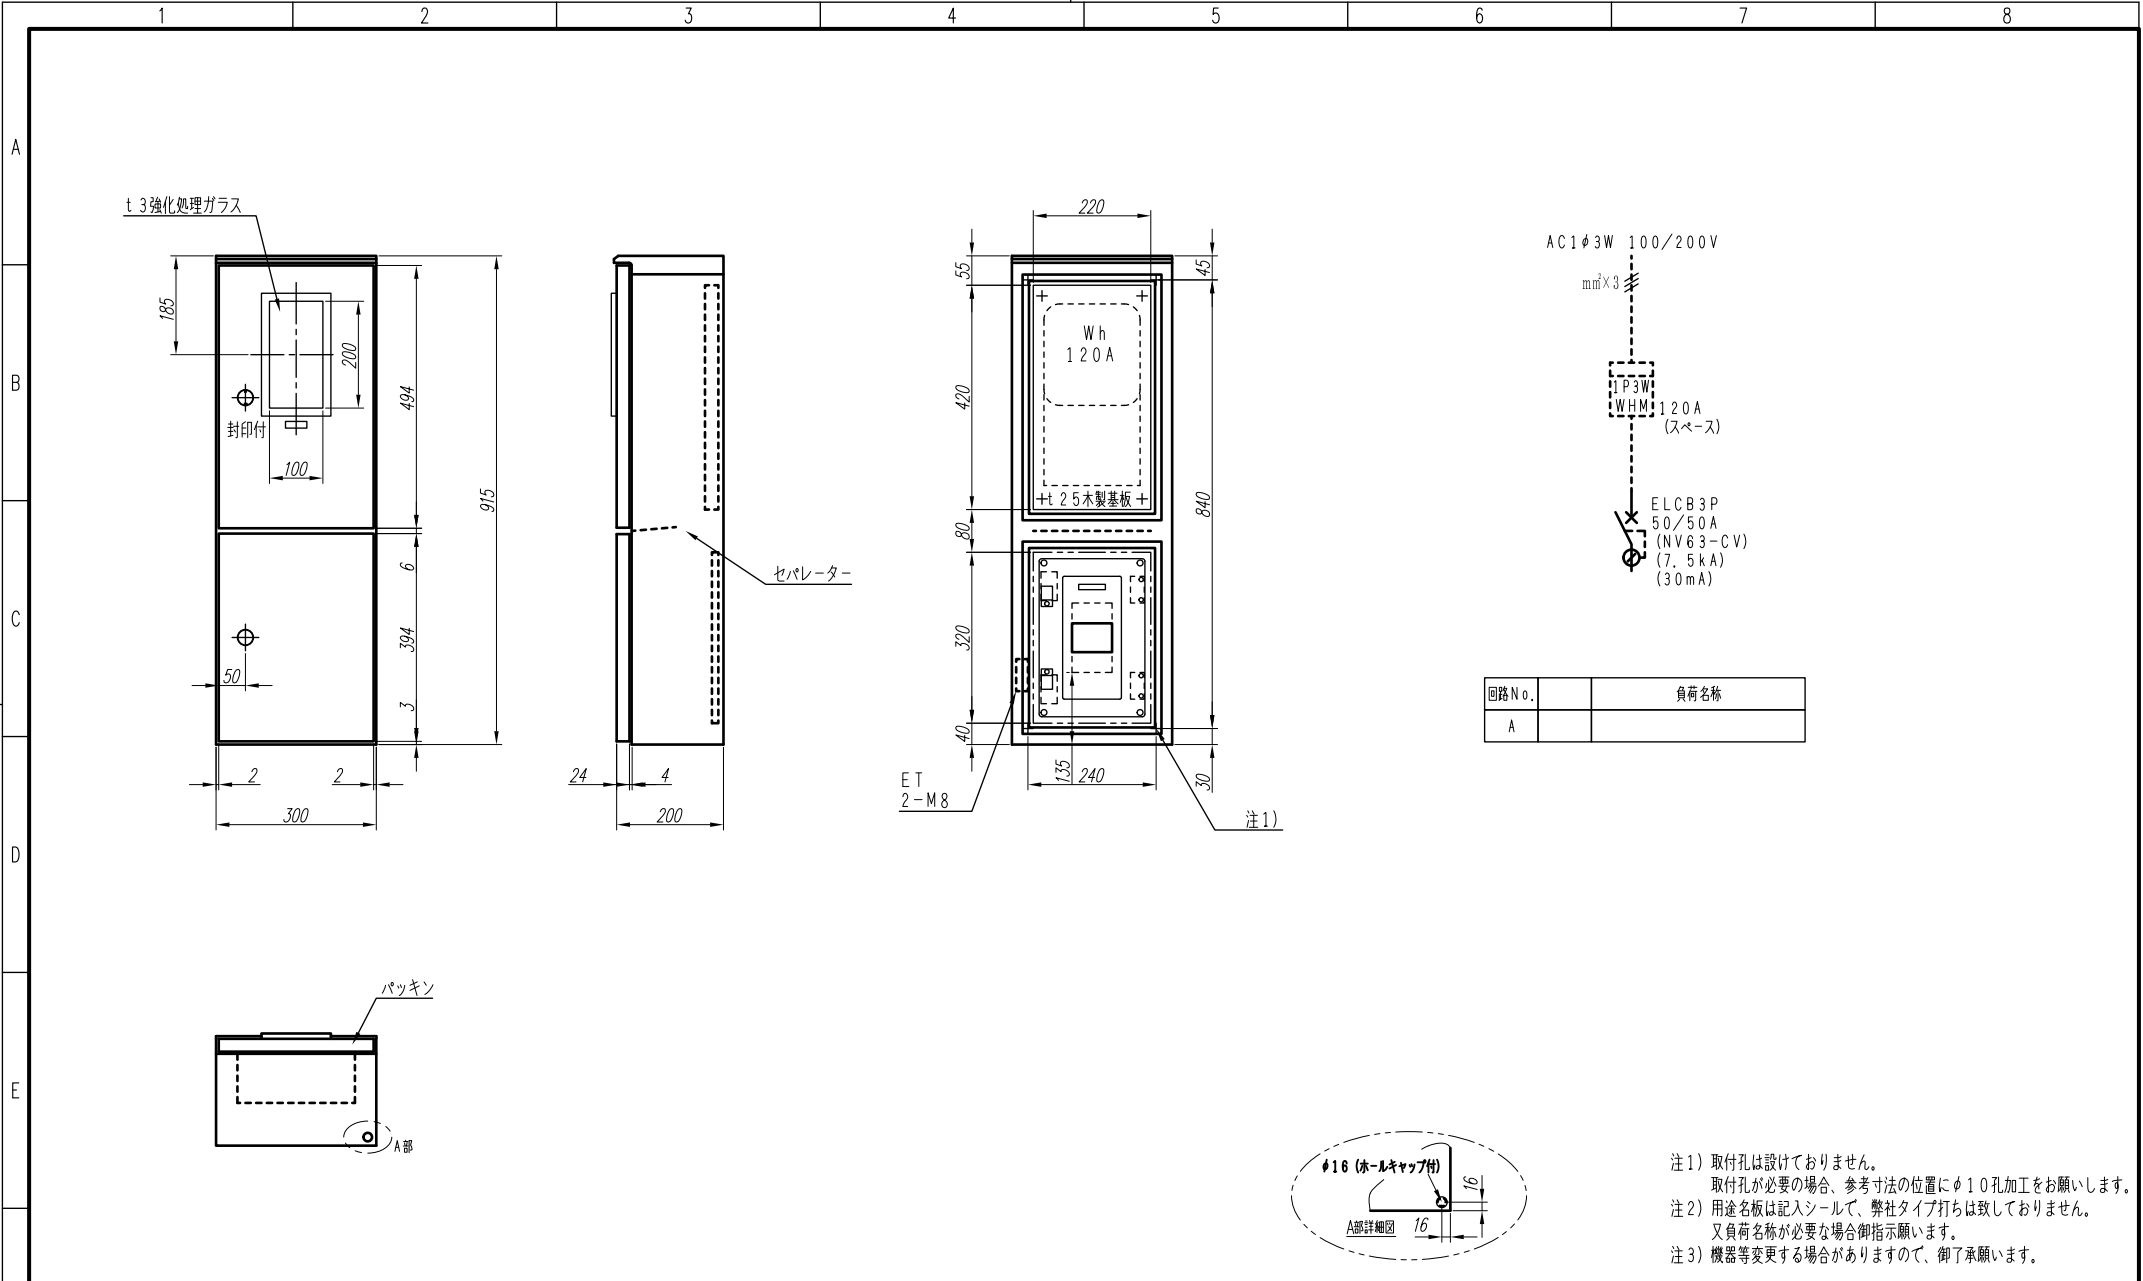 1 2 3 4 5 6 7 8
A
B
C
D
E
t3強化処理ガラス
185
200
494
封印付
100
915
6
394
50
3
2
2
300
セパレーター
24
4
200
220
55
45
Wh
120A
420
t25木製基板
840
80
320
40
135
240
30
ET
2-M8
注1)
AC1φ3W 100/200V
mm²×3
1P3W
WHM
120A
(スペース)
ELCB3P
50/50A
(NV63-CV)
(7.5kA)
(30mA)
回路No. 負荷名称
A
パッキン
A部
φ16(ホールキャップ付)
16
A部詳細図
16
注1) 取付孔は設けておりません。
取付孔が必要の場合、参考寸法の位置にφ10孔加工をお願いします。
注2) 用途名板は記入シールで、弊社タイプ打ちは致しておりません。
又負荷名称が必要な場合御指示願います。
注3) 機器等変更する場合がありますので、御了承願います。